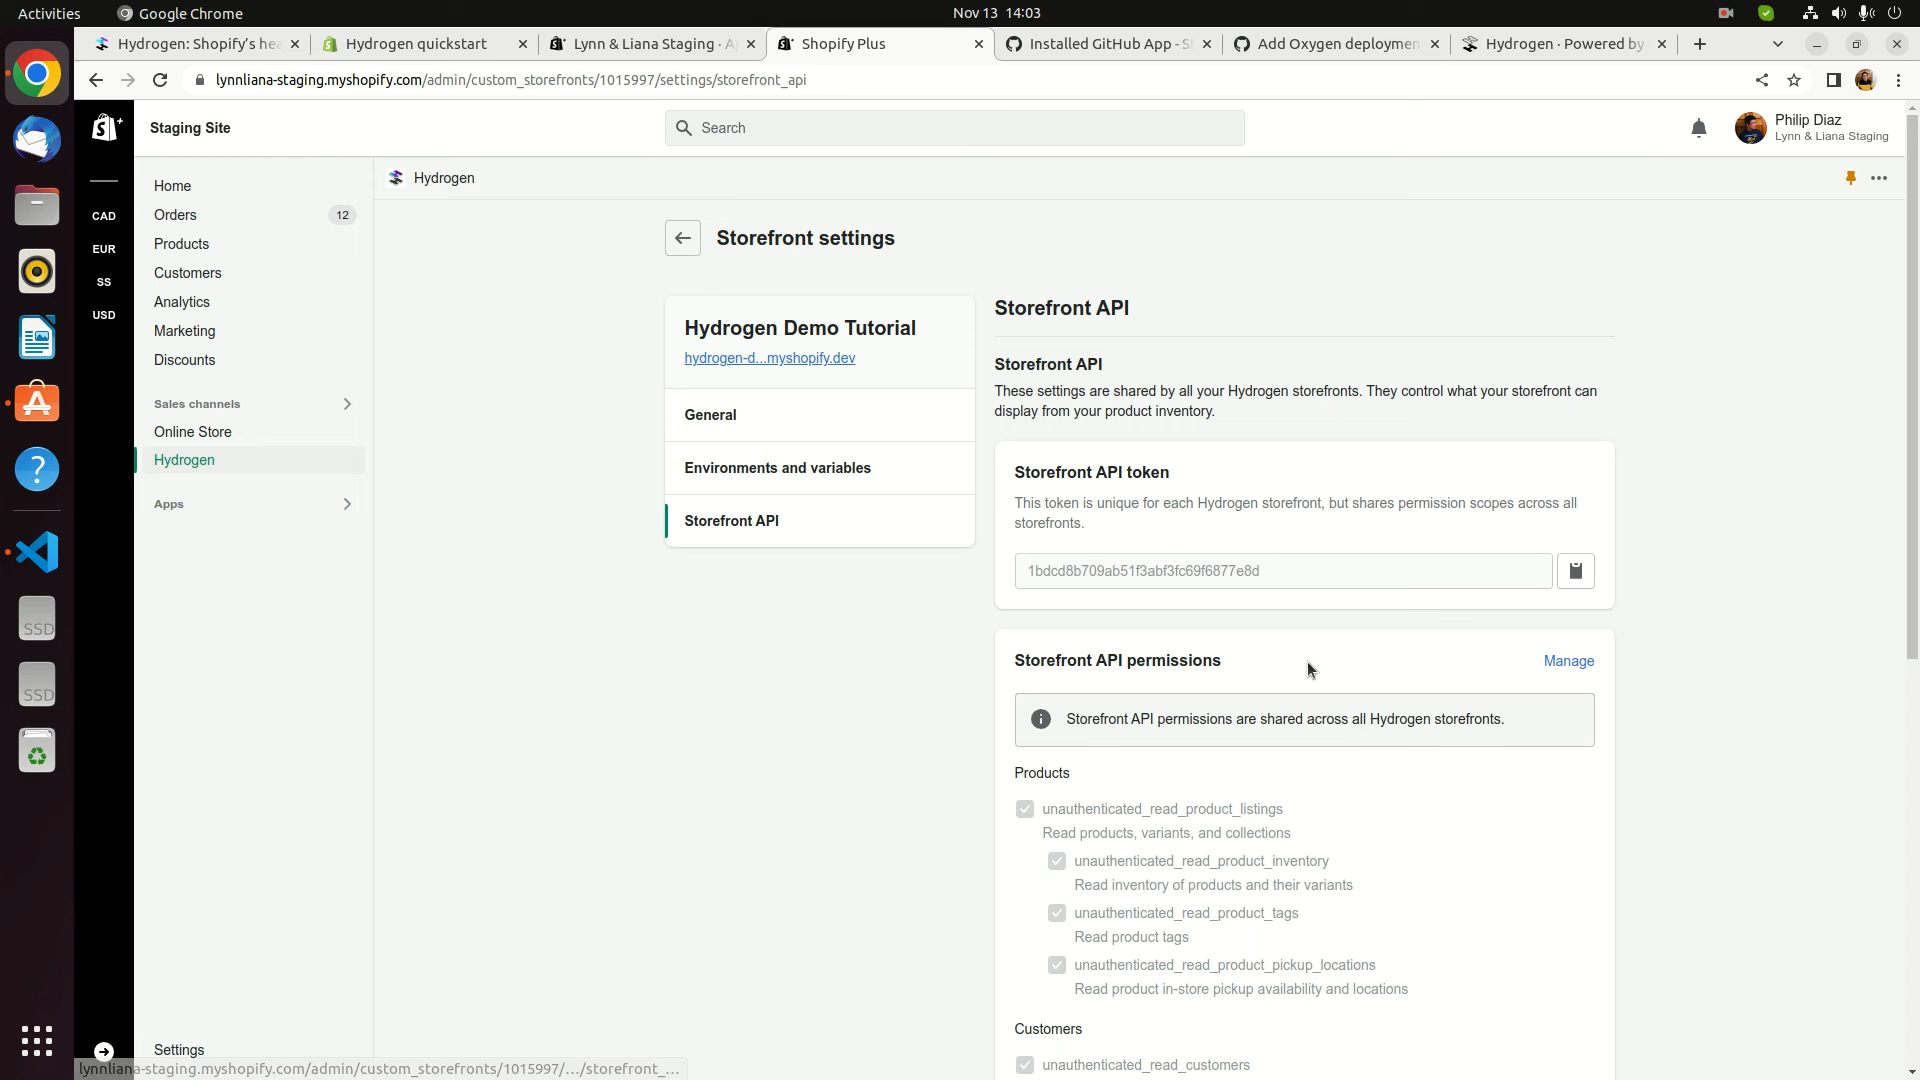 Activities
Google Chrome
Nov 13 14:03
Hydrogen: Shopify's he
Hydrogen quickstart
Lynn & Liana Staging · A
Shopify Plus
Installed GitHub App - S
Add Oxygen deploymen
Hydrogen · Powered by
lynnliana-staging.myshopify.com/admin/custom_storefronts/1015997/settings/storefront_api
Staging Site
Search
Philip Diaz
Lynn & Liana Staging
CAD
EUR
SS
USD
Home
Orders
12
Products
Customers
Analytics
Marketing
Discounts
Sales channels
Online Store
Hydrogen
Apps
Settings
Hydrogen
Storefront settings
Hydrogen Demo Tutorial
hydrogen-d...myshopify.dev
General
Environments and variables
Storefront API
Storefront API
Storefront API
These settings are shared by all your Hydrogen storefronts. They control what your storefront can
display from your product inventory.
Storefront API token
This token is unique for each Hydrogen storefront, but shares permission scopes across all
storefronts.
1bdcd8b709ab51f3abf3fc69f6877e8d
Storefront API permissions
Manage
Storefront API permissions are shared across all Hydrogen storefronts.
Products
unauthenticated_read_product_listings
Read products, variants, and collections
unauthenticated_read_product_inventory
Read inventory of products and their variants
unauthenticated_read_product_tags
Read product tags
unauthenticated_read_product_pickup_locations
Read product in-store pickup availability and locations
Customers
unauthenticated_read_customers
SSD
SSD
lynnliana-staging.myshopify.com/admin/custom_storefronts/1015997/.../storefront_...